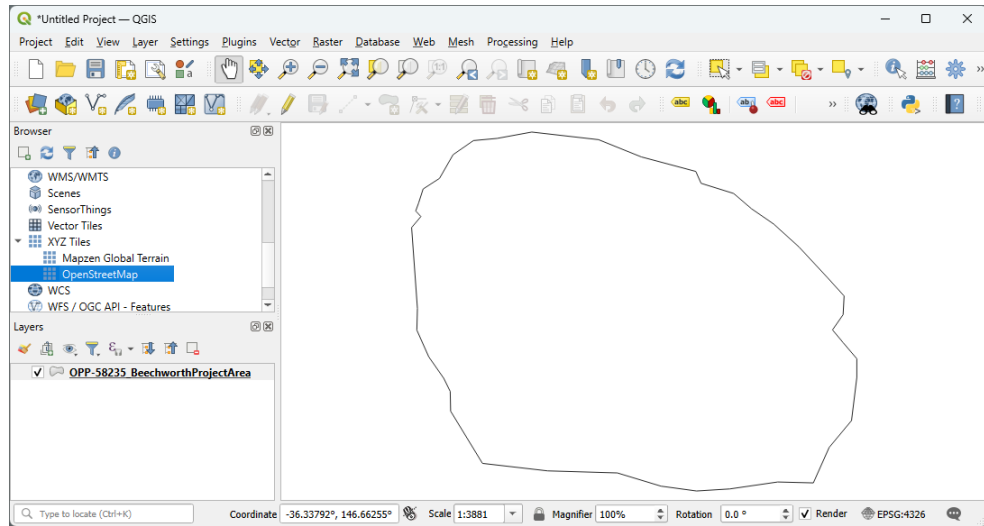 *Untitled Project — QGIS
Project Edit View Layer Settings Plugins Vector Raster Database Web Mesh Processing Help
abc ab abc » ?
Browser
WMS/WMTS
Scenes
SensorThings
Vector Tiles
XYZ Tiles
Mapzen Global Terrain
OpenStreetMap
WCS
WFS / OGC API - Features
Layers
OPP-58235_BeechworthProjectArea
Type to locate (Ctrl+K) Coordinate -36.33792°, 146.66255° Scale 1:3881 Magnifier 100% Rotation 0.0 ° Render EPSG:4326